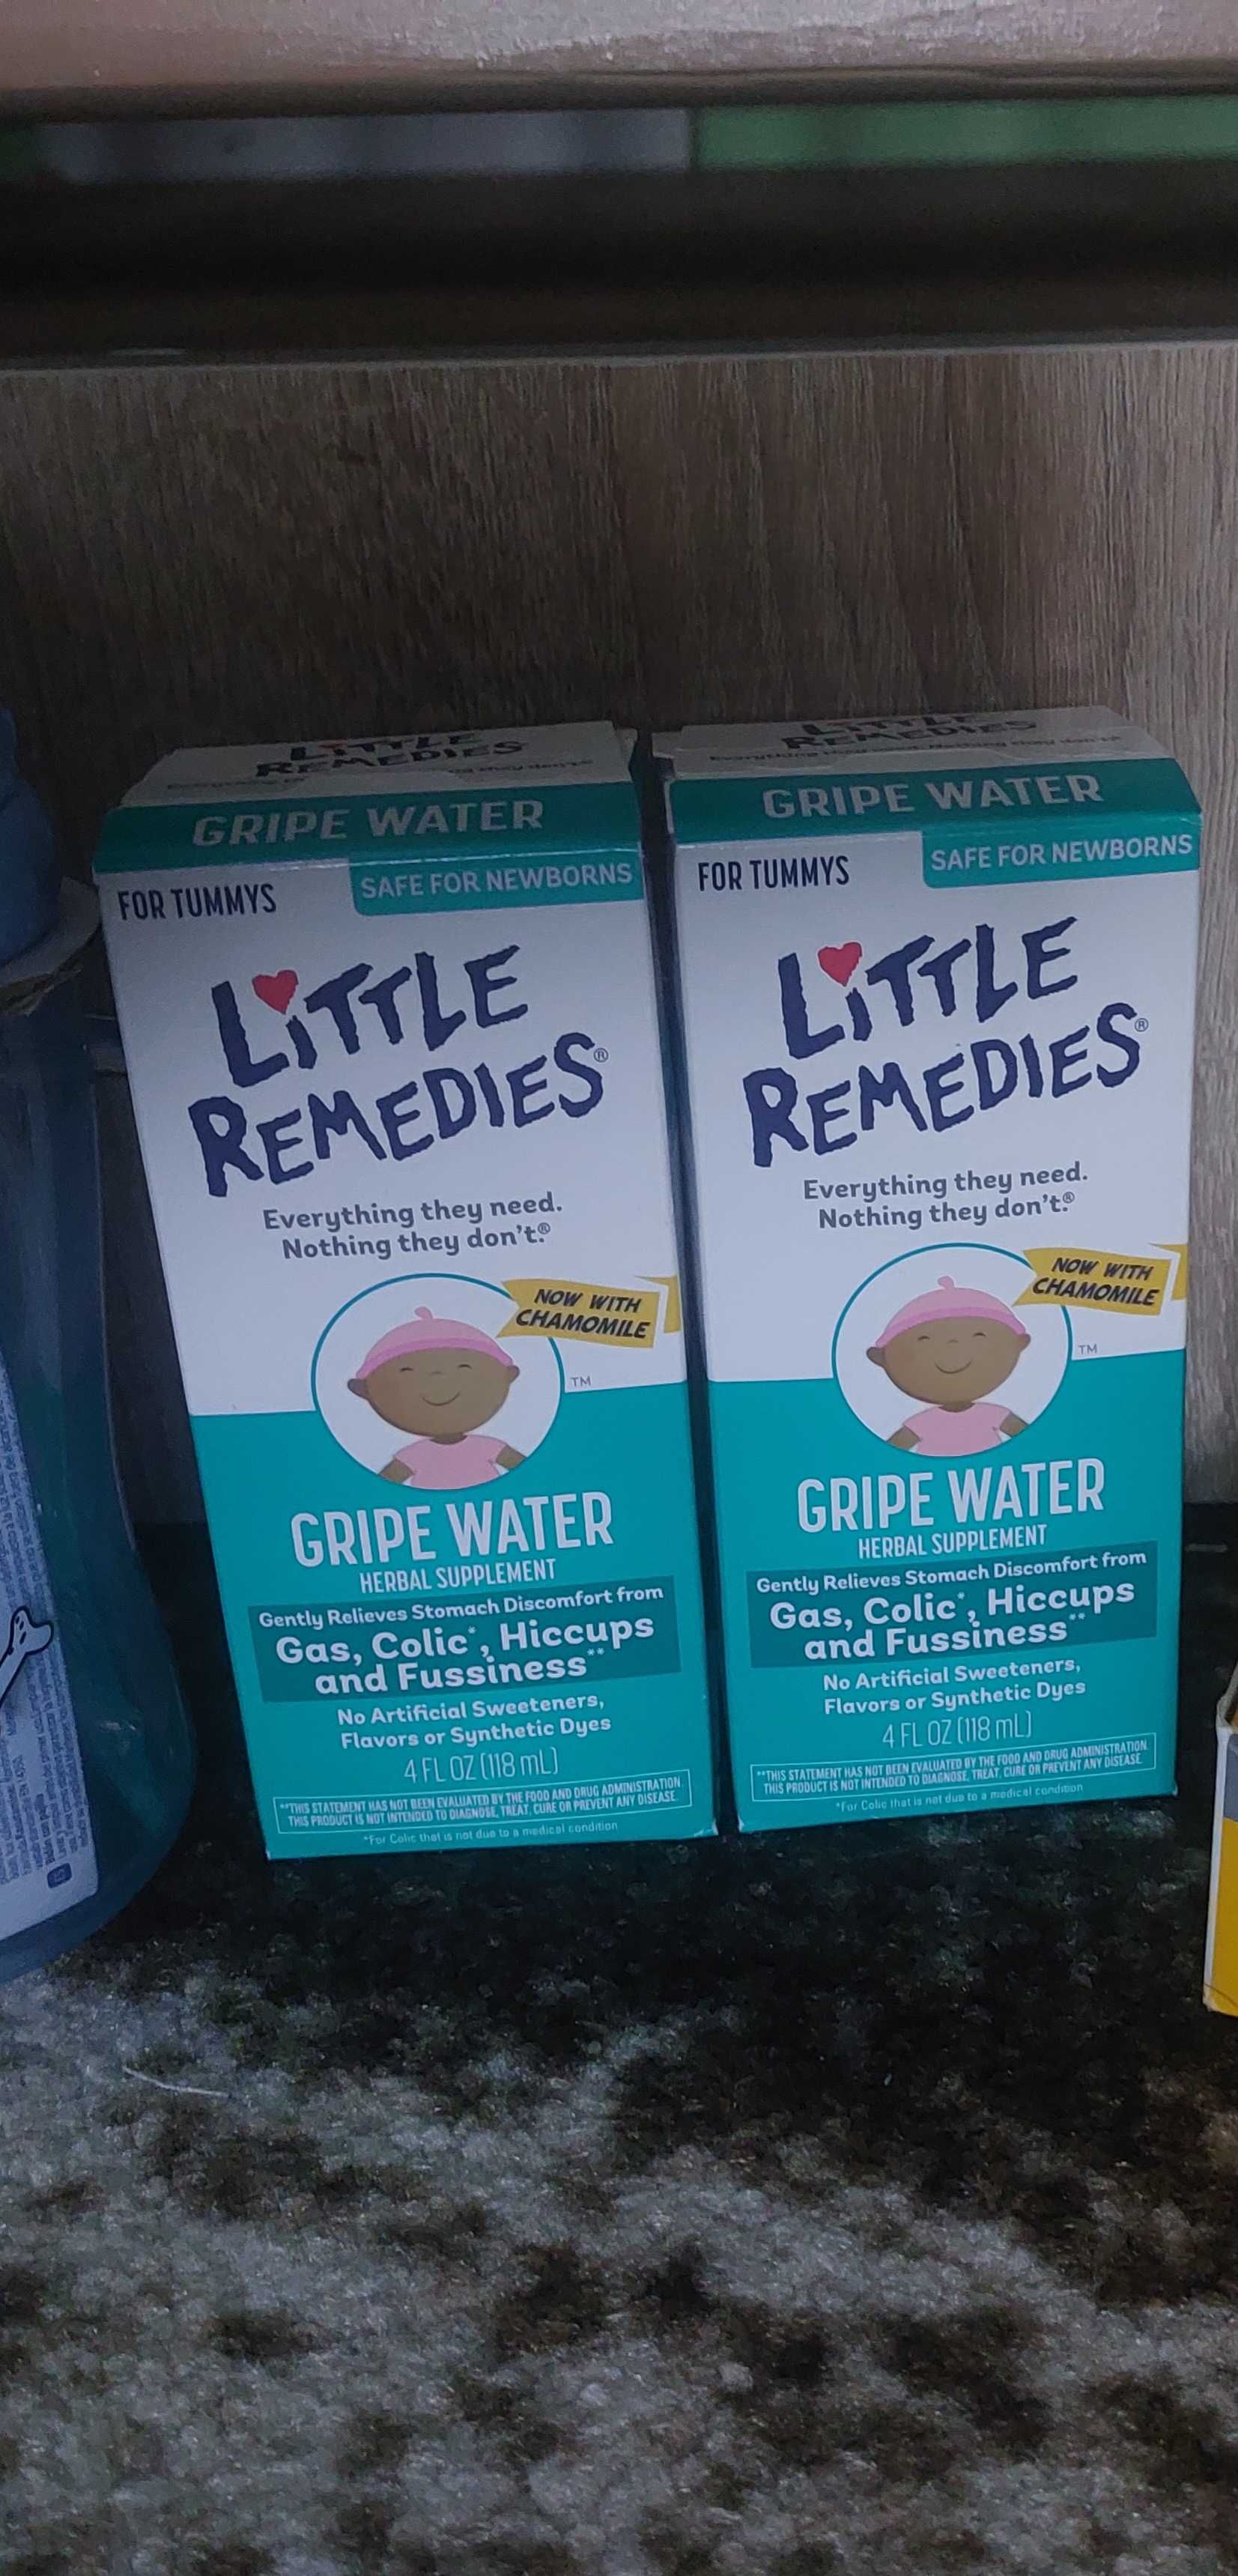 LiTTLE
REMEDIES
GRIPE WATER
FOR TUMMYS
SAFE FOR NEWBORNS
LiTTLE
REMEDIES®
Everything they need.
Nothing they don't.®
NOW WITH
CHAMOMILE
TM
GRIPE WATER
HERBAL SUPPLEMENT
Gently Relieves Stomach Discomfort from
Gas, Colic*, Hiccups
and Fussiness**
No Artificial Sweeteners,
Flavors or Synthetic Dyes
4 FL OZ (118 mL)
**THIS STATEMENT HAS NOT BEEN EVALUATED BY THE FOOD AND DRUG ADMINISTRATION.
THIS PRODUCT IS NOT INTENDED TO DIAGNOSE, TREAT, CURE OR PREVENT ANY DISEASE.
*For Colic that is not due to a medical condition
LiTTLE
REMEDIES
GRIPE WATER
FOR TUMMYS
SAFE FOR NEWBORNS
LiTTLE
REMEDIES®
Everything they need.
Nothing they don't.®
NOW WITH
CHAMOMILE
TM
GRIPE WATER
HERBAL SUPPLEMENT
Gently Relieves Stomach Discomfort from
Gas, Colic*, Hiccups
and Fussiness**
No Artificial Sweeteners,
Flavors or Synthetic Dyes
4 FL OZ (118 mL)
**THIS STATEMENT HAS NOT BEEN EVALUATED BY THE FOOD AND DRUG ADMINISTRATION.
THIS PRODUCT IS NOT INTENDED TO DIAGNOSE, TREAT, CURE OR PREVENT ANY DISEASE.
*For Colic that is not due to a medical condition